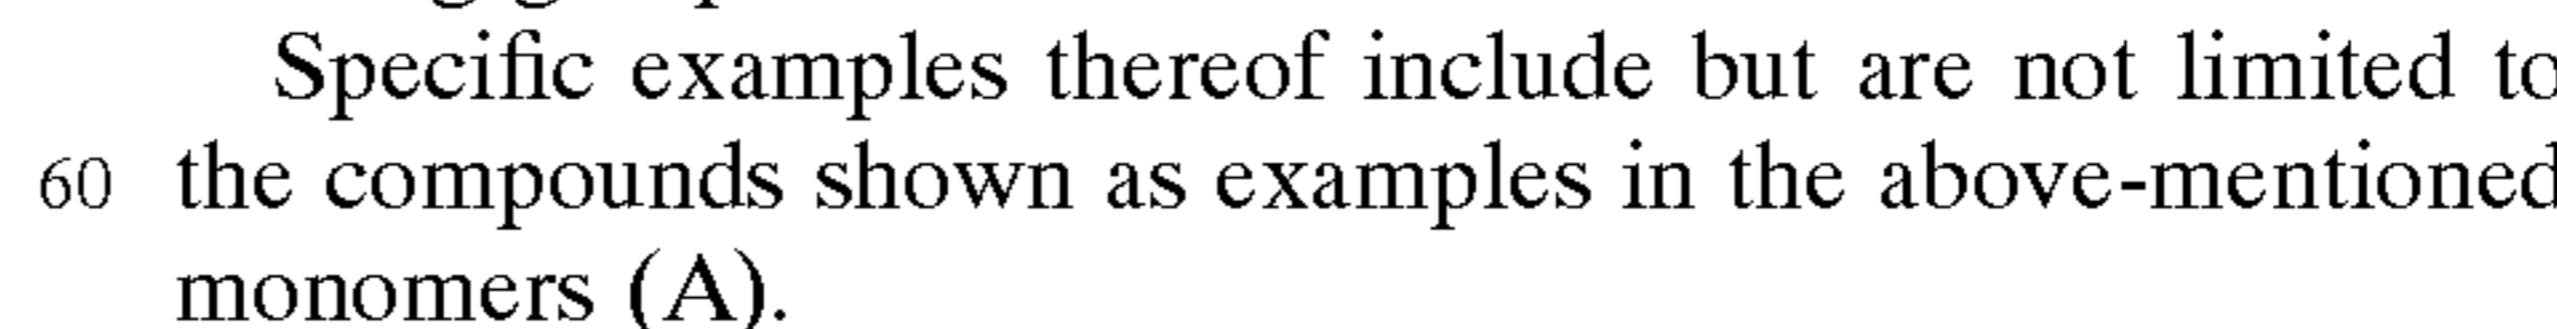 Specific examples thereof include but are not limited to
60 the compounds shown as examples in the above-mentioned
monomers (A).